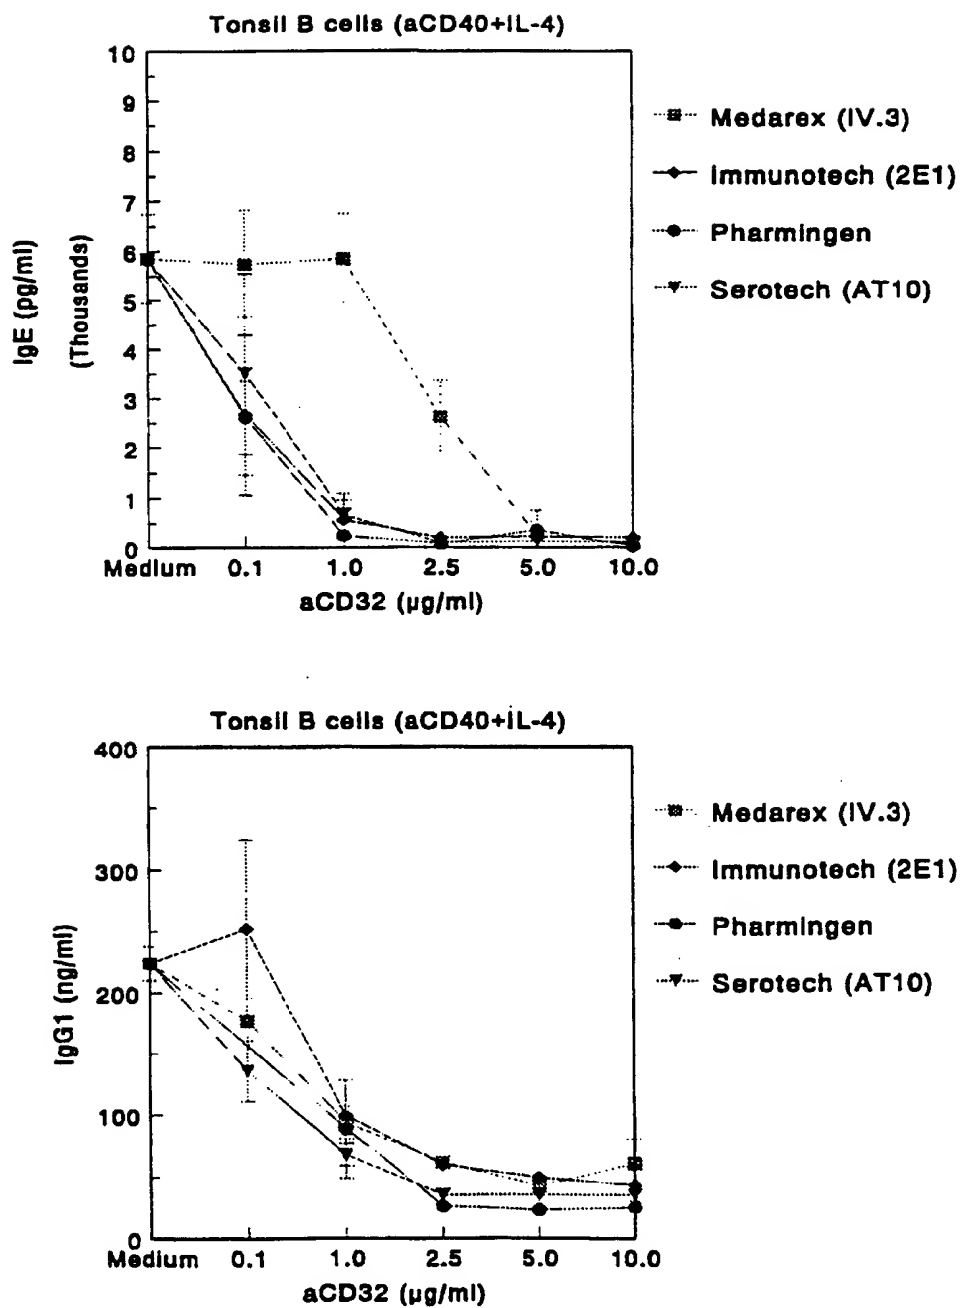 Tonsil B cells (aCD40+IL-4)
10
9
8
7
6
5
4
3
2
1
0
IgE (pg/ml)
(Thousands)
Medium 0.1 1.0 2.5 5.0 10.0
aCD32 (µg/ml)
Medarex (IV.3)
Immunotech (2E1)
Pharmingen
Serotech (AT10)
Tonsil B cells (aCD40+IL-4)
400
300
200
100
0
IgG1 (ng/ml)
Medium 0.1 1.0 2.5 5.0 10.0
aCD32 (µg/ml)
Medarex (IV.3)
Immunotech (2E1)
Pharmingen
Serotech (AT10)